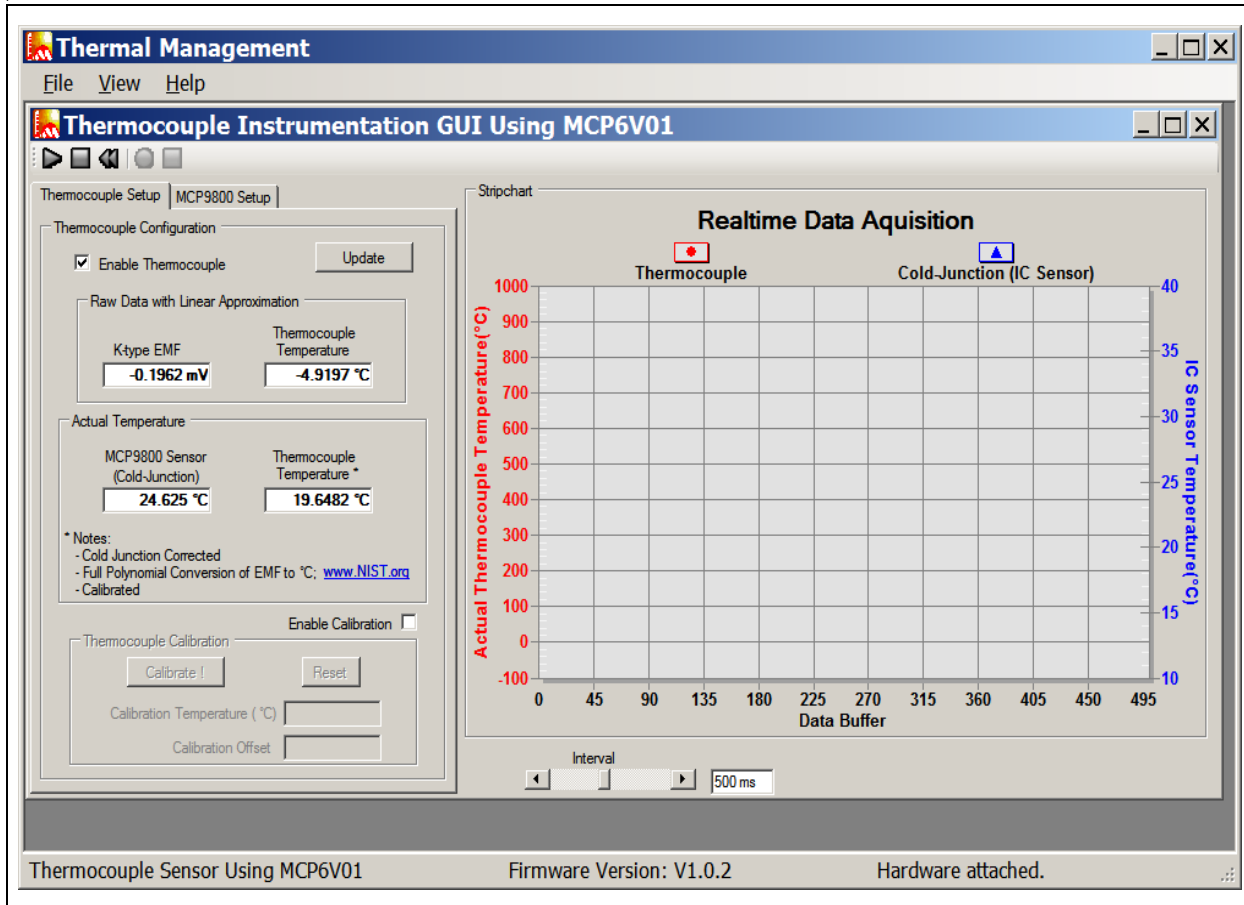 Thermal Management
File View Help
Thermocouple Instrumentation GUI Using MCP6V01
Thermocouple Setup
MCP9800 Setup
Thermocouple Configuration
Enable Thermocouple
Update
Raw Data with Linear Approximation
K-type EMF
Thermocouple
Temperature
-0.1962 mV
-4.9197 °C
Actual Temperature
MCP9800 Sensor
(Cold-Junction)
Thermocouple
Temperature *
24.625 °C
19.6482 °C
* Notes:
- Cold Junction Corrected
- Full Polynomial Conversion of EMF to °C; www.NIST.org
- Calibrated
Enable Calibration
Thermocouple Calibration
Calibrate !
Reset
Calibration Temperature ( °C)
Calibration Offset
Stripchart
Realtime Data Aquisition
Thermocouple
Cold-Junction (IC Sensor)
Actual Thermocouple Temperature(°C)
1000
900
800
700
600
500
400
300
200
100
0
-100
40
35
30
25
20
15
10
IC Sensor Temperature(°C)
0 45 90 135 180 225 270 315 360 405 450 495
Data Buffer
Interval
500 ms
Thermocouple Sensor Using MCP6V01
Firmware Version: V1.0.2
Hardware attached.